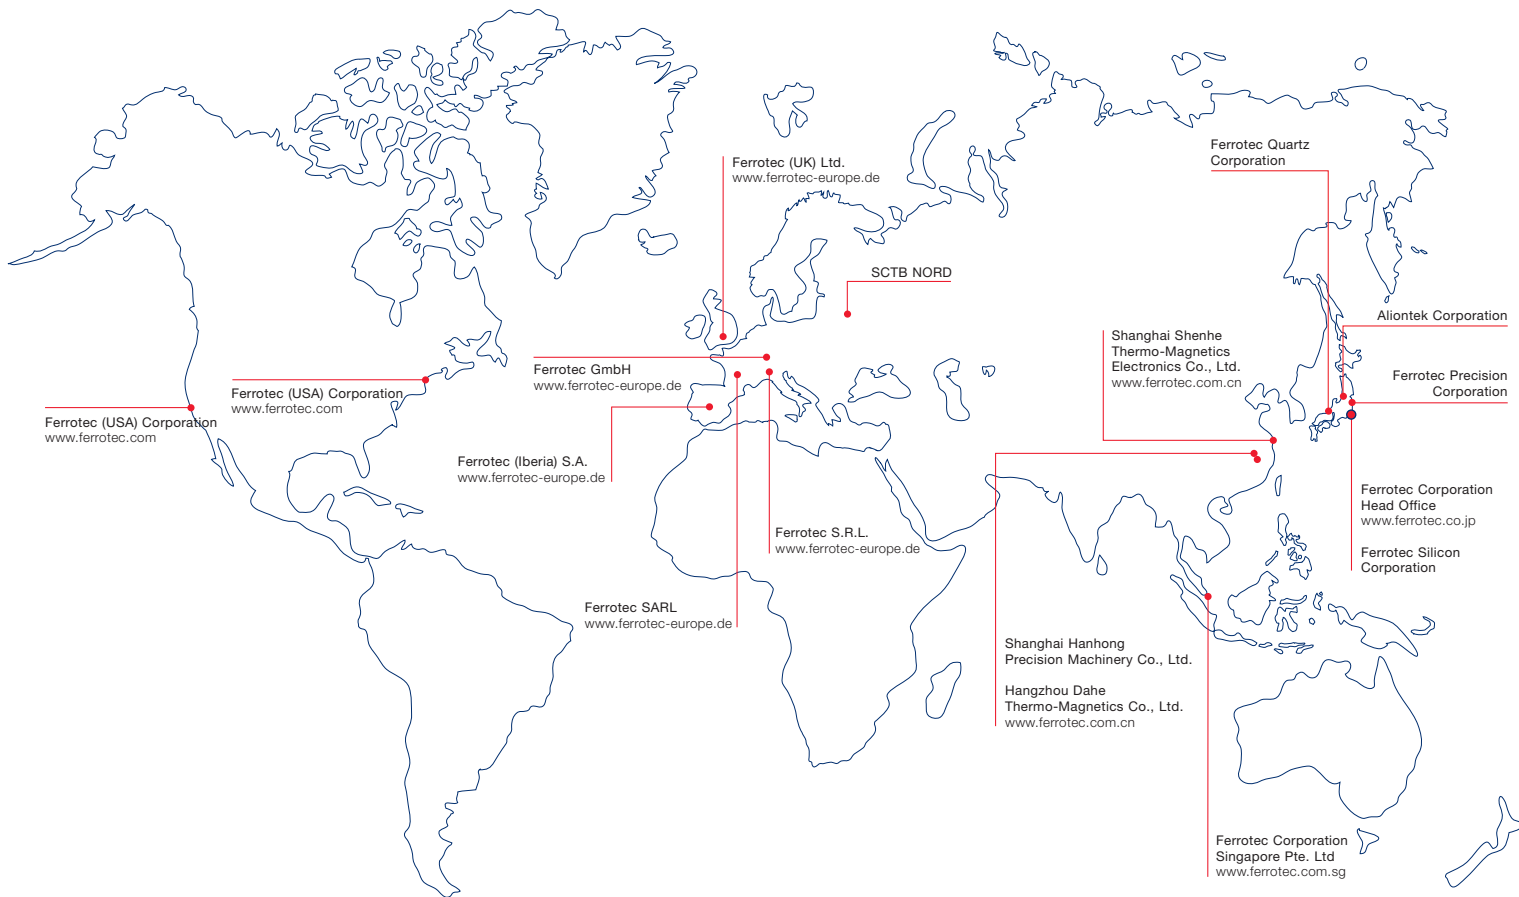 Ferrotec Quartz
Corporation
Ferrotec (UK) Ltd.
www.ferrotec-europe.de
SCTB NORD
Aliontek Corporation
Shanghai Shenhe
Thermo-Magnetics
Electronics Co., Ltd.
www.ferrotec.com.cn
Ferrotec GmbH
www.ferrotec-europe.de
Ferrotec Precision
Corporation
Ferrotec (USA) Corporation
www.ferrotec.com
Ferrotec (USA) Corporation
www.ferrotec.com
Ferrotec (Iberia) S.A.
www.ferrotec-europe.de
Ferrotec Corporation
Head Office
www.ferrotec.co.jp
Ferrotec Silicon
Corporation
Ferrotec S.R.L.
www.ferrotec-europe.de
Ferrotec SARL
www.ferrotec-europe.de
Shanghai Hanhong
Precision Machinery Co., Ltd.
Hangzhou Dahe
Thermo-Magnetics Co., Ltd.
www.ferrotec.com.cn
Ferrotec Corporation
Singapore Pte. Ltd
www.ferrotec.com.sg